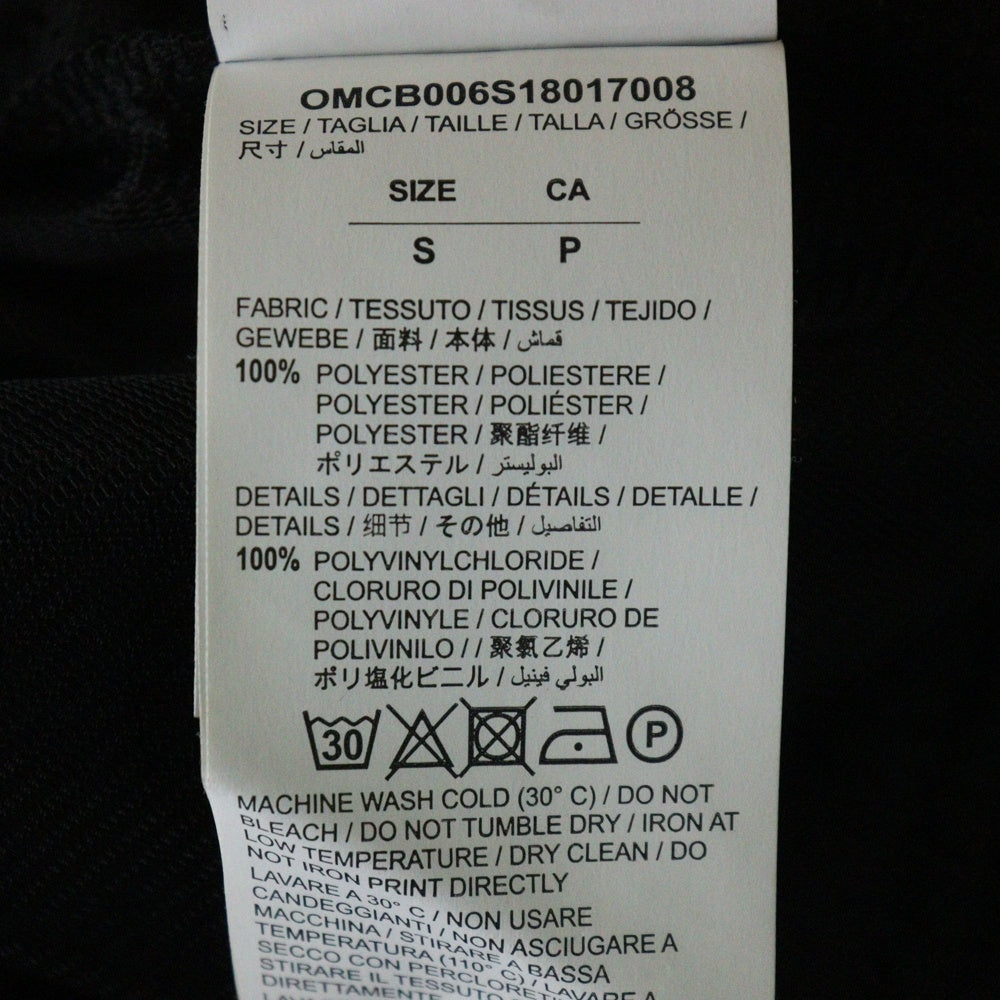 OMCB006S18017008
SIZE / TAGLIA / TAILLE / TALLA / GRÖSSE /
尺寸 / المقاس
SIZE CA
S P
FABRIC / TESSUTO / TISSUS / TEJIDO /
GEWEBE / 面料 / 本体 / قماش
100% POLYESTER / POLIESTERE /
POLYESTER / POLIÉSTER /
POLYESTER / 聚酯纤维 /
ポリエステル / البوليستر
DETAILS / DETTAGLI / DÉTAILS / DETALLE /
DETAILS / 细节 / その他 / التفاصيل
100% POLYVINYLCHLORIDE /
CLORURO DI POLIVINILE /
POLYVINYLE / CLORURO DE
POLIVINILO / / 聚氯乙烯 /
ポリ塩化ビニル / البولي فينيل
30 P
MACHINE WASH COLD (30° C) / DO NOT
BLEACH / DO NOT TUMBLE DRY / IRON AT
LOW TEMPERATURE / DRY CLEAN / DO
NOT IRON PRINT DIRECTLY
LAVARE A 30° C / NON USARE
CANDEGGIANTI / NON ASCIUGARE A
MACCHINA / STIRARE A BASSA
TEMPERATURA (110° C) / LAVARE A
SECCO CON
STIRARE IL TESSUTO
DIRETTAMENTE